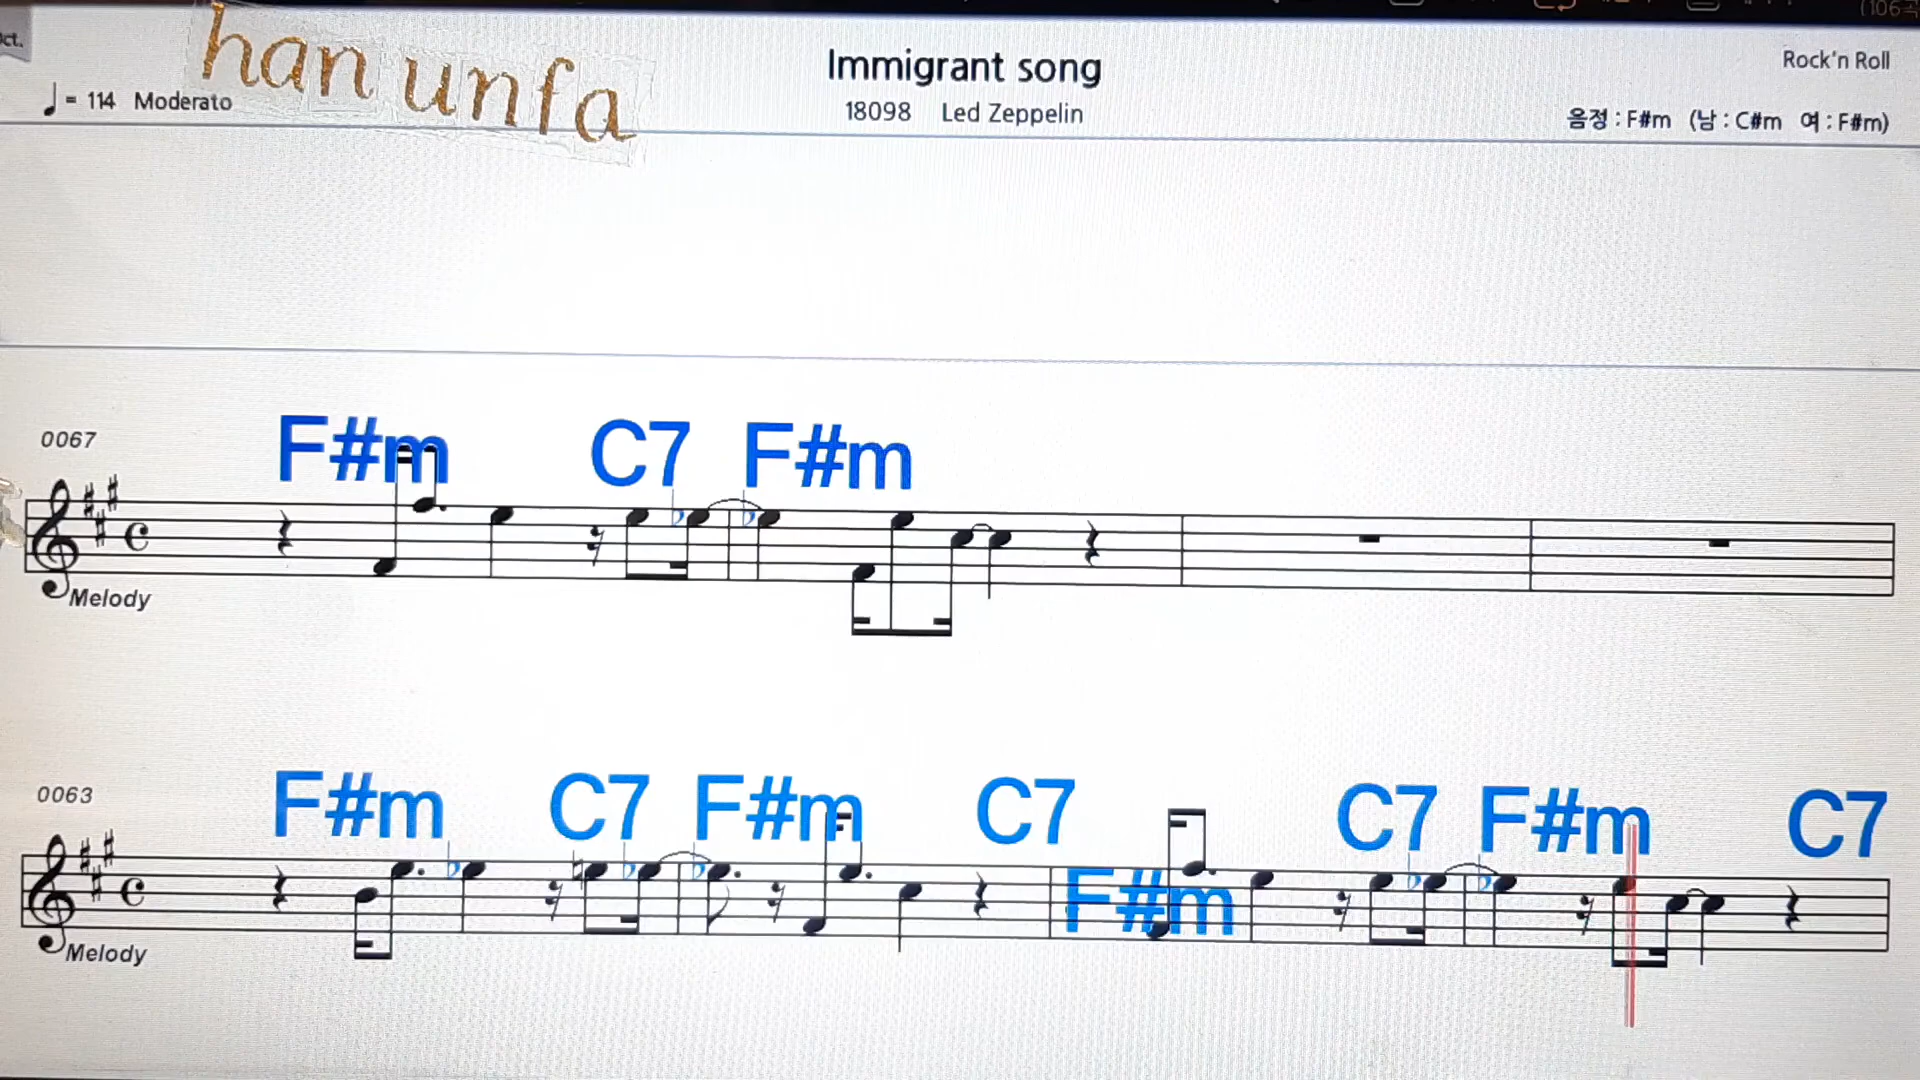 han unfa
Immigrant song
Rock'n Roll
= 114 Moderato
18098 Led Zeppelin
음정 : F#m (남 : C#m 여 : F#m)
0067
F#m C7 F#m
Melody
0063
F#m C7 F#m C7 F#m C7 F#m C7
Melody